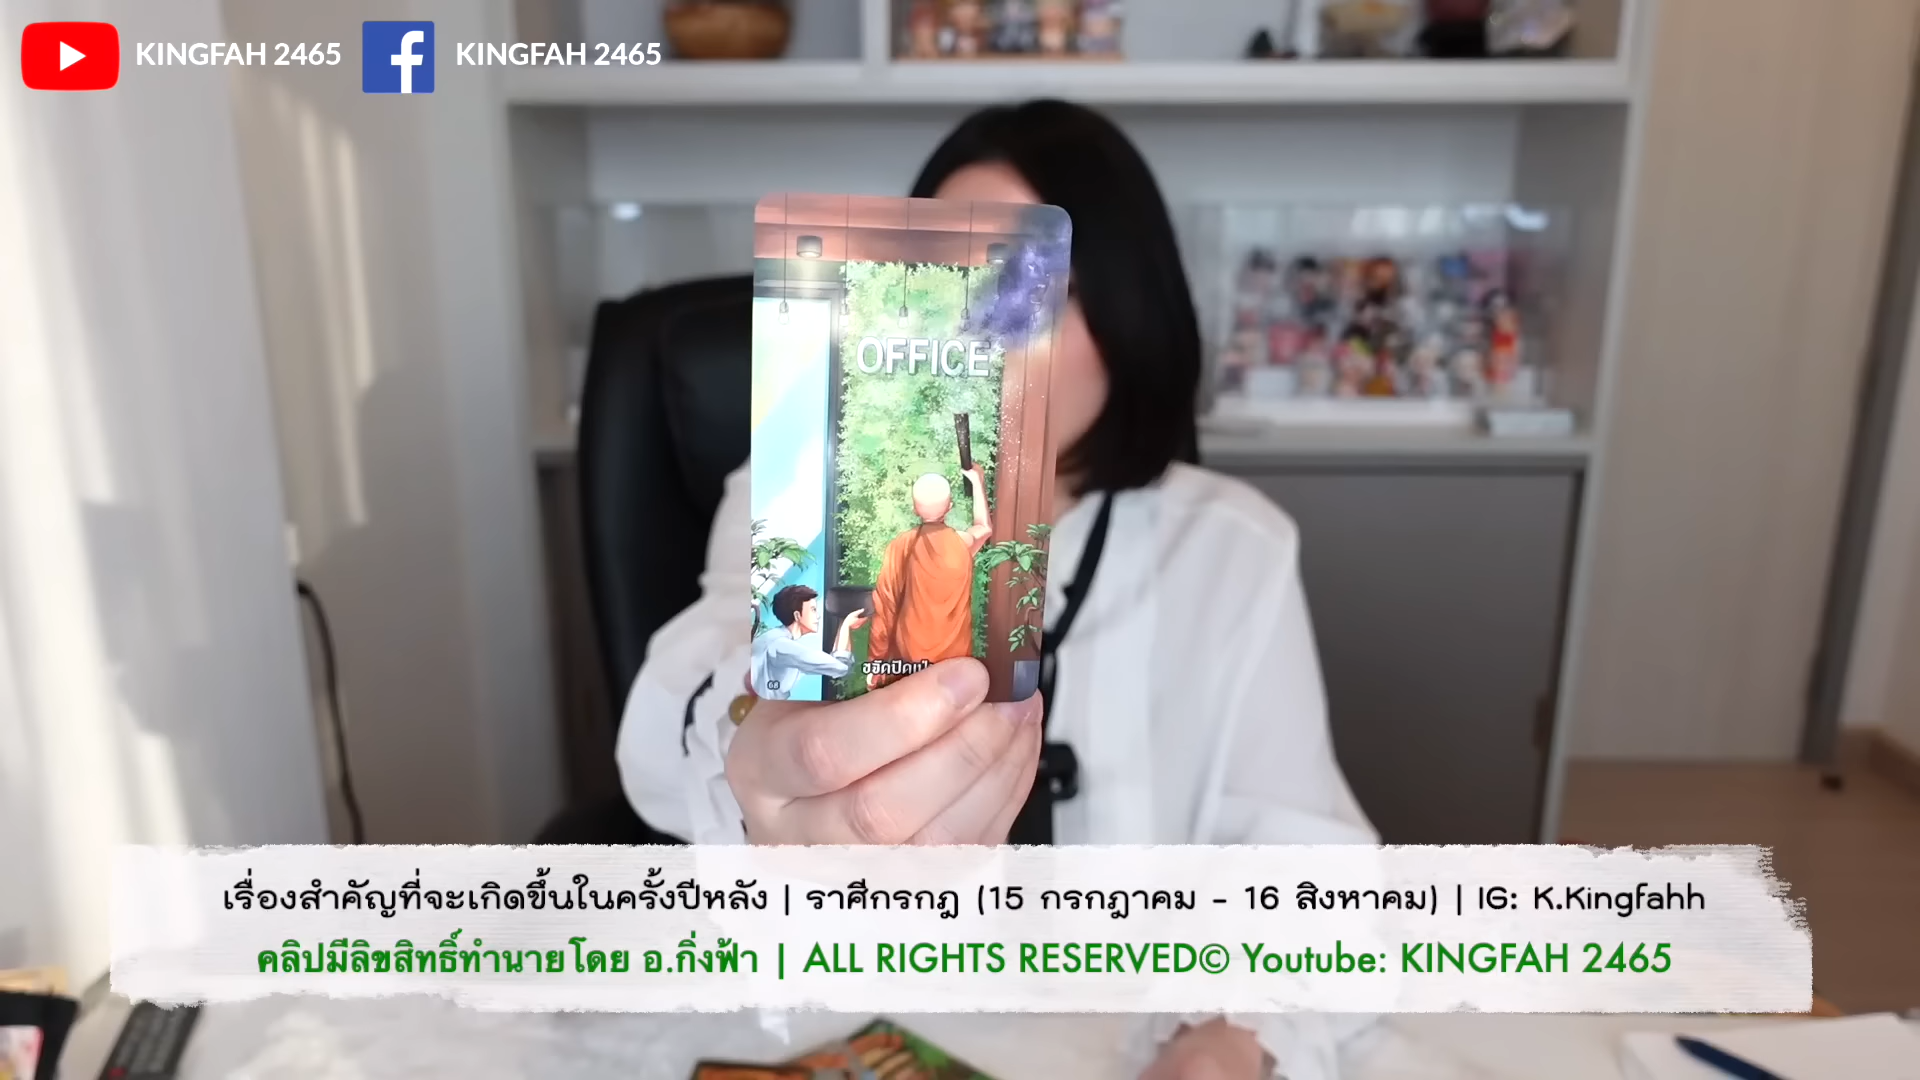 KINGFAH 2465
KINGFAH 2465
OFFICE
68
เรื่องสำคัญที่จะเกิดขึ้นในครึ่งปีหลัง | ราศีกรกฎ (15 กรกฎาคม - 16 สิงหาคม) | IG: K.Kingfahh
คลิปมีลิขสิทธิ์ทำนายโดย อ.กิ่งฟ้า | ALL RIGHTS RESERVED© Youtube: KINGFAH 2465